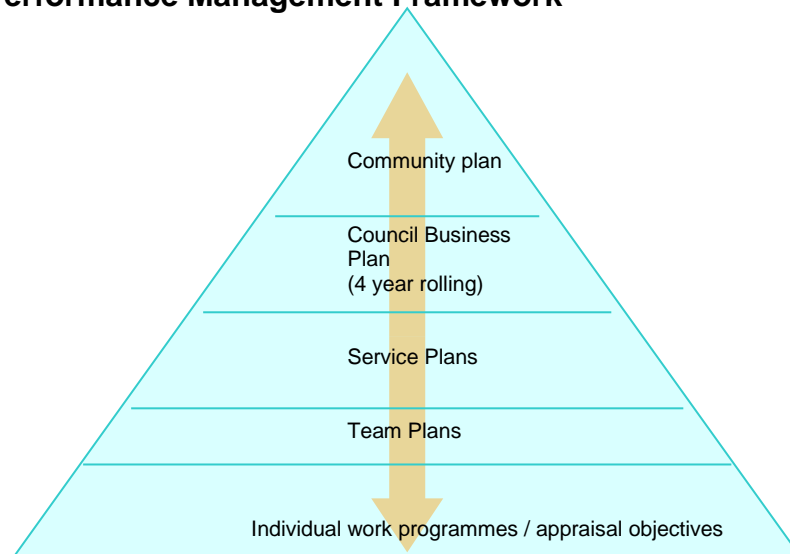 erformance Management Framework
Community plan
Council Business
Plan
(4 year rolling)
Service Plans
Team Plans
Individual work programmes / appraisal objectives